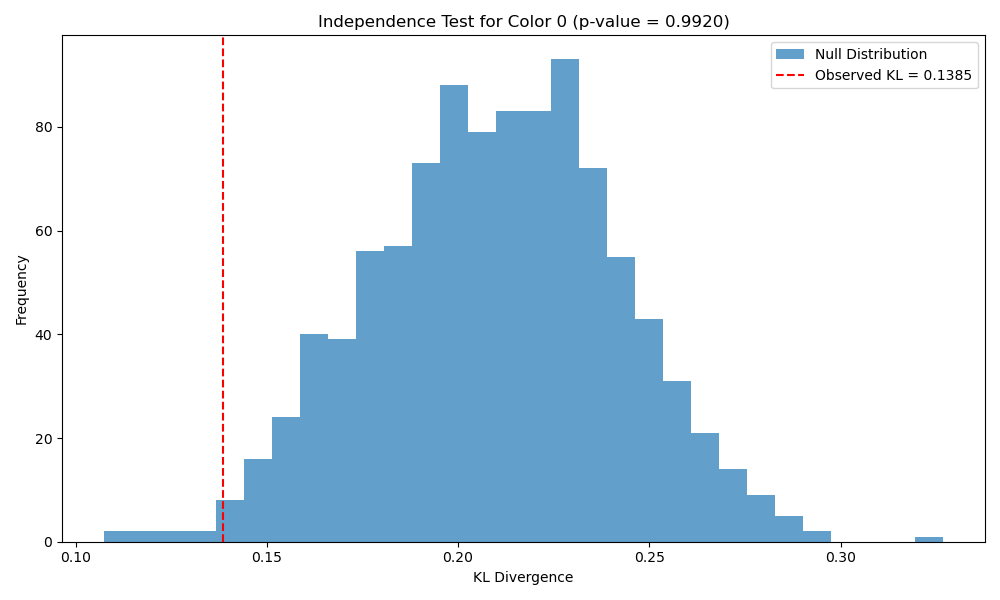 Independence Test for Color 0 (p-value = 0.9920)
Null Distribution
Observed KL = 0.1385
Frequency
80
60
40
20
0
0.10 0.15 0.20 0.25 0.30
KL Divergence